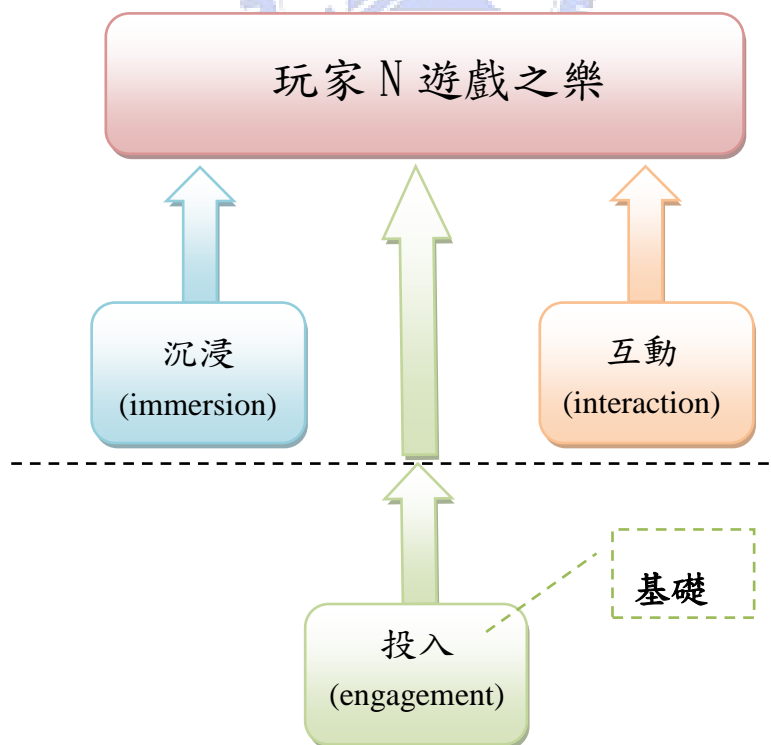 玩家 N 遊戲之樂
沉浸
(immersion)
互動
(interaction)
基礎
投入
(engagement)